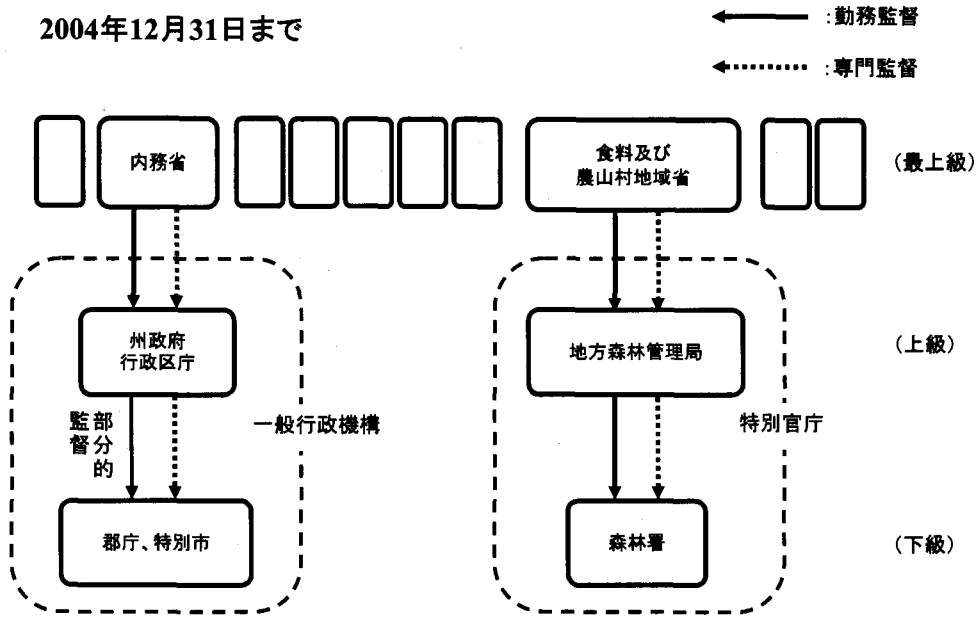 2004年12月31日まで
:勤務監督
:専門監督
内務省
食料及び
農山村地域省
(最上級)
州政府
行政区庁
地方森林管理局
(上級)
部分的
監督
一般行政機構
特別官庁
郡庁、特別市
森林署
(下級)